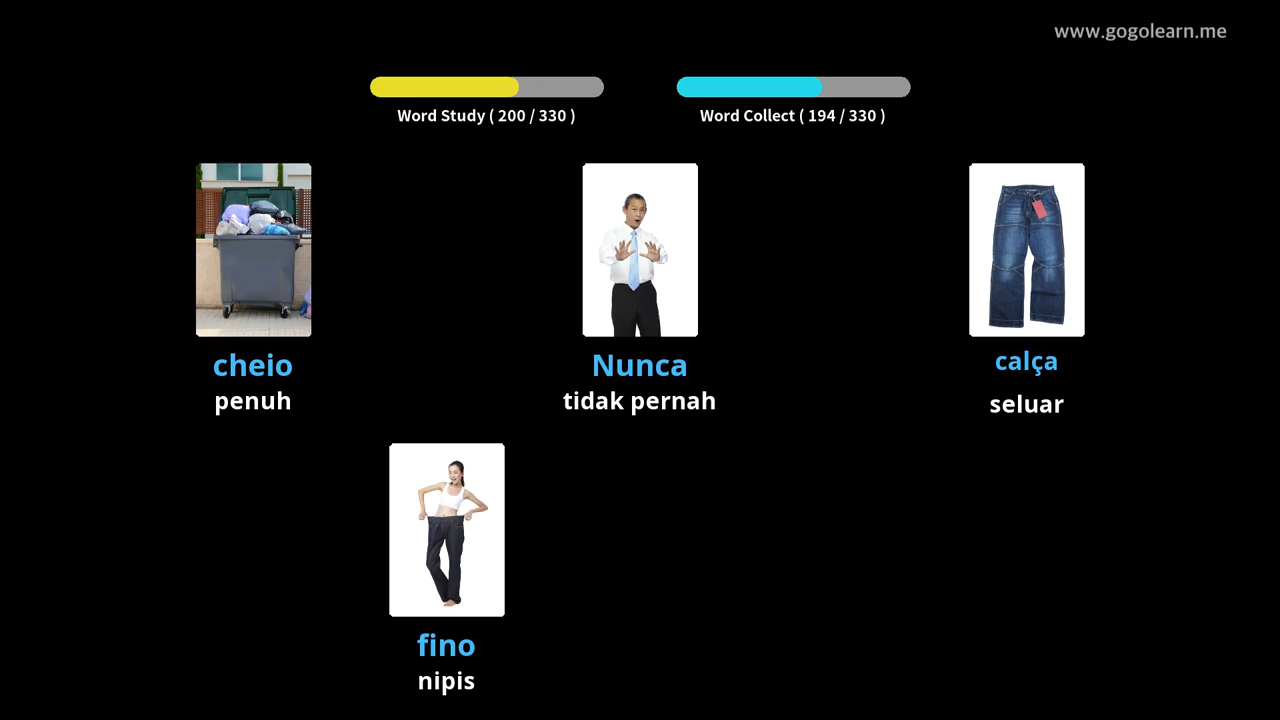 www.gogolearn.me
Word Study ( 200 / 330 )
Word Collect ( 194 / 330 )
cheio
penuh
Nunca
tidak pernah
calça
seluar
fino
nipis